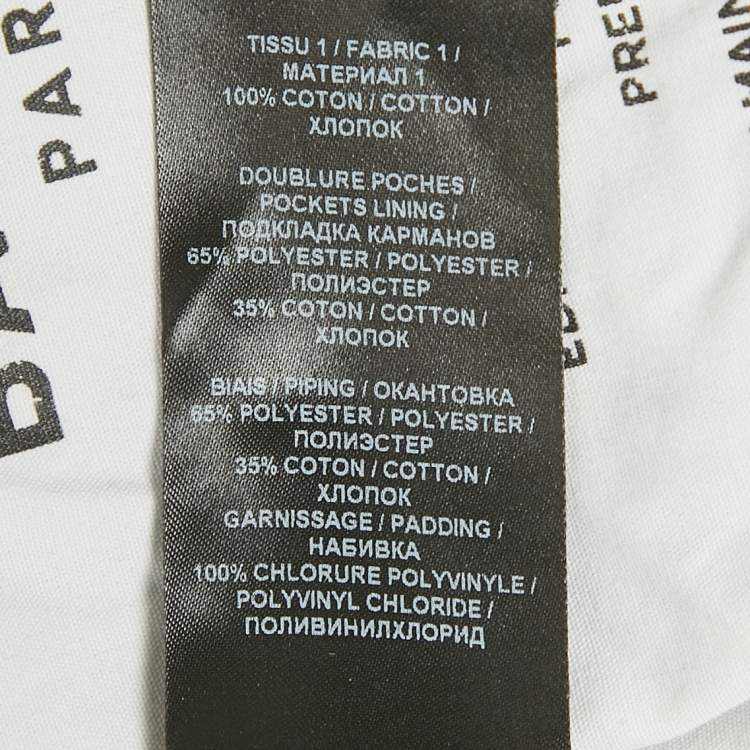 TISSU 1 / FABRIC 1 /
МАТЕРИАЛ 1
100% COTON / COTTON /
ХЛОПОК
DOUBLURE POCHES /
POCKETS LINING /
ПОДКЛАДКА КАРМАНОВ
65% POLYESTER / POLYESTER /
ПОЛИЭСТЕР
35% COTON / COTTON /
ХЛОПОК
BIAIS / PIPING / ОКАНТОВКА
65% POLYESTER / POLYESTER /
ПОЛИЭСТЕР
35% COTON / COTTON /
ХЛОПОК
GARNISSAGE / PADDING /
НАБИВКА
100% CHLORURE POLYVINYLE /
POLYVINYL CHLORIDE /
ПОЛИВИНИЛХЛОРИД
PAR